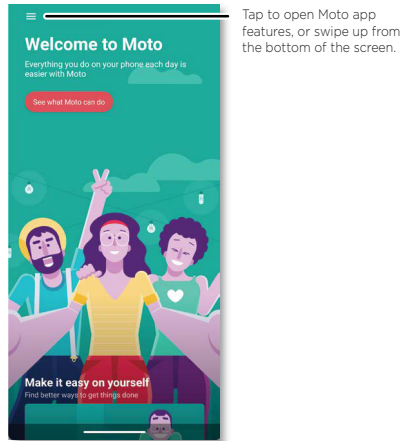 Tap to open Moto app
features, or swipe up from
the bottom of the screen.
Welcome to Moto
Everything you do on your phone each day is
easier with Moto
See what Moto can do
Make it easy on yourself
Find better ways to get things done